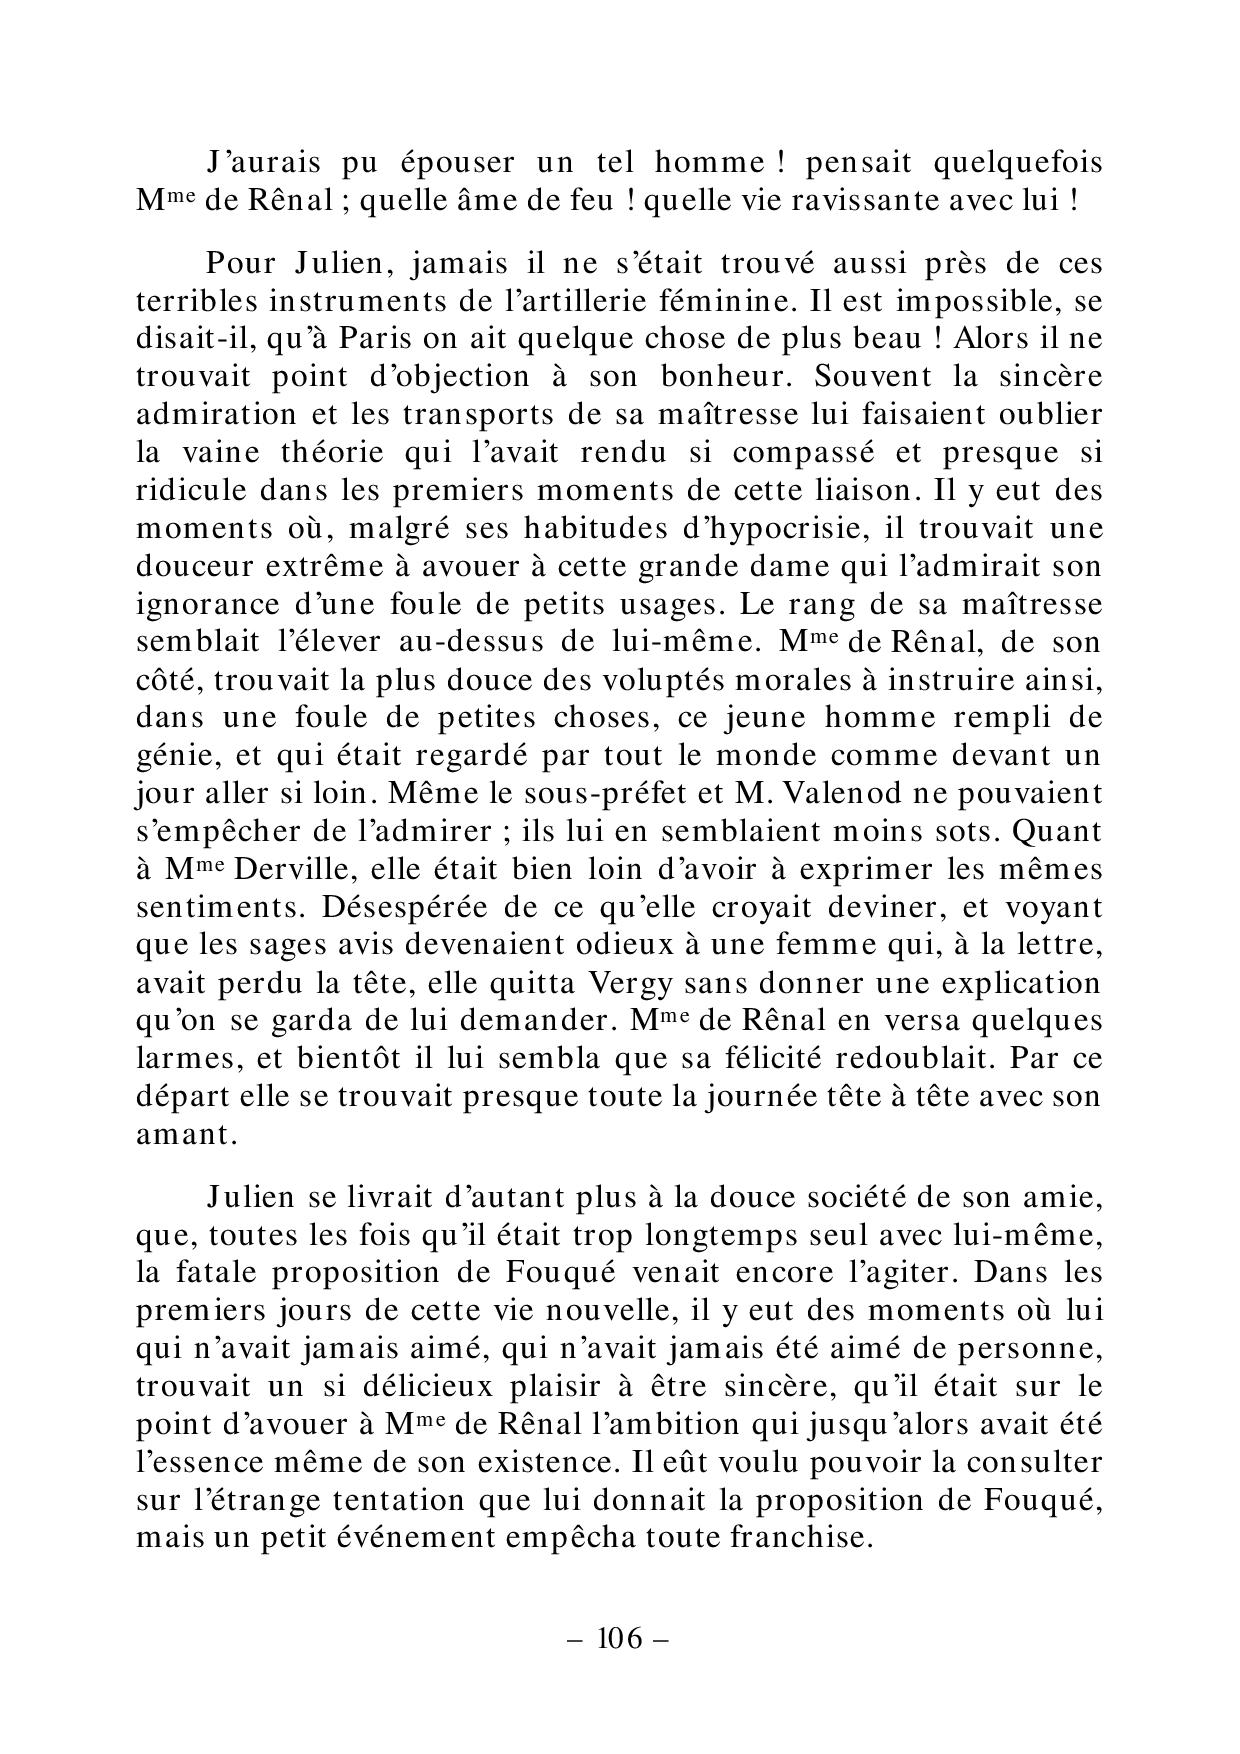 J’aurais pu épouser un tel homme ! pensait quelquefois
Mme de Rênal ; quelle âme de feu ! quelle vie ravissante avec lui !
Pour Julien, jamais il ne s’était trouvé aussi près de ces
terribles instruments de l’artillerie féminine. Il est impossible, se
disait-il, qu’à Paris on ait quelque chose de plus beau ! Alors il ne
trouvait point d’objection à son bonheur. Souvent la sincère
admiration et les transports de sa maîtresse lui faisaient oublier
la vaine théorie qui l’avait rendu si compassé et presque si
ridicule dans les premiers moments de cette liaison. Il y eut des
moments où, malgré ses habitudes d’hypocrisie, il trouvait une
douceur extrême à avouer à cette grande dame qui l’admirait son
ignorance d’une foule de petits usages. Le rang de sa maîtresse
semblait l’élever au-dessus de lui-même. Mme de Rênal, de son
côté, trouvait la plus douce des voluptés morales à instruire ainsi,
dans une foule de petites choses, ce jeune homme rempli de
génie, et qui était regardé par tout le monde comme devant un
jour aller si loin. Même le sous-préfet et M. Valenod ne pouvaient
s’empêcher de l’admirer ; ils lui en semblaient moins sots. Quant
à Mme Derville, elle était bien loin d’avoir à exprimer les mêmes
sentiments. Désespérée de ce qu’elle croyait deviner, et voyant
que les sages avis devenaient odieux à une femme qui, à la lettre,
avait perdu la tête, elle quitta Vergy sans donner une explication
qu’on se garda de lui demander. Mme de Rênal en versa quelques
larmes, et bientôt il lui sembla que sa félicité redoublait. Par ce
départ elle se trouvait presque toute la journée tête à tête avec son
amant.
Julien se livrait d’autant plus à la douce société de son amie,
que, toutes les fois qu’il était trop longtemps seul avec lui-même,
la fatale proposition de Fouqué venait encore l’agiter. Dans les
premiers jours de cette vie nouvelle, il y eut des moments où lui
qui n’avait jamais aimé, qui n’avait jamais été aimé de personne,
trouvait un si délicieux plaisir à être sincère, qu’il était sur le
point d’avouer à Mme de Rênal l’ambition qui jusqu’alors avait été
l’essence même de son existence. Il eût voulu pouvoir la consulter
sur l’étrange tentation que lui donnait la proposition de Fouqué,
mais un petit événement empêcha toute franchise.
– 106 –